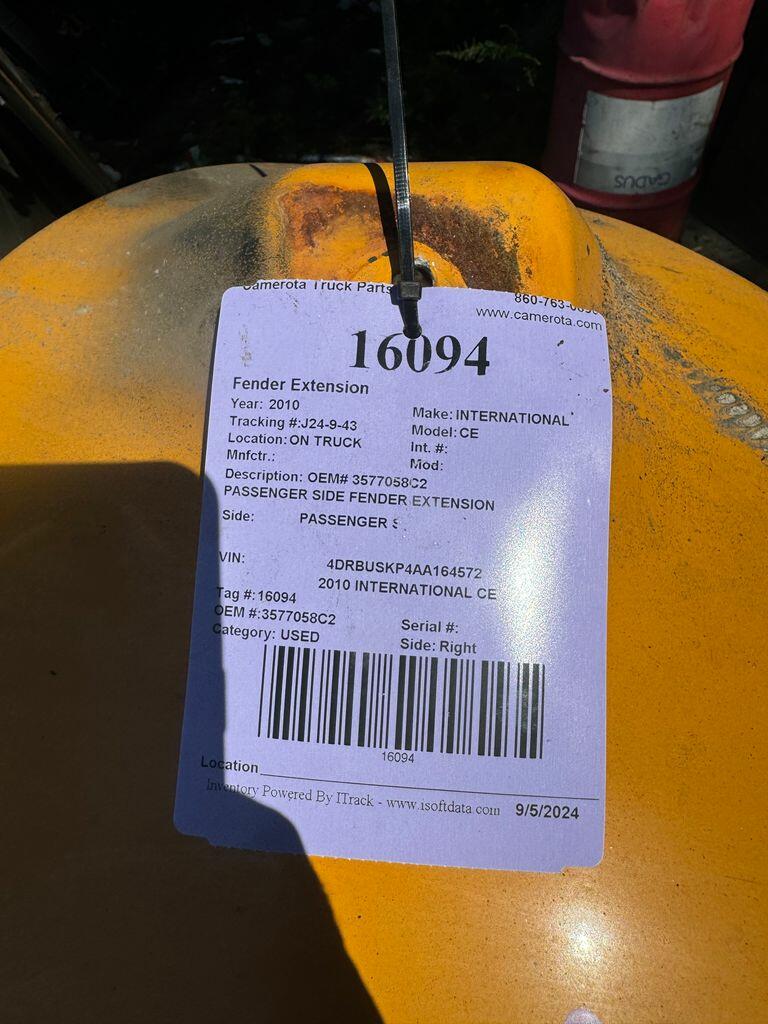 GADUS
Camerota Truck Parts
860-763-
www.camerota.com
16094
Fender Extension
Year: 2010
Make: INTERNATIONAL
Tracking #:J24-9-43
Model: CE
Location: ON TRUCK
Int. #:
Mnfctr.:
Mod:
Description: OEM# 3577058C2
PASSENGER SIDE FENDER EXTENSION
Side: PASSENGER S
VIN: 4DRBUSKP4AA164572
2010 INTERNATIONAL CE
Tag #:16094
OEM #:3577058C2
Serial #:
Category: USED
Side: Right
16094
Location
Inventory Powered By ITrack - www.isoftdata.com 9/5/2024